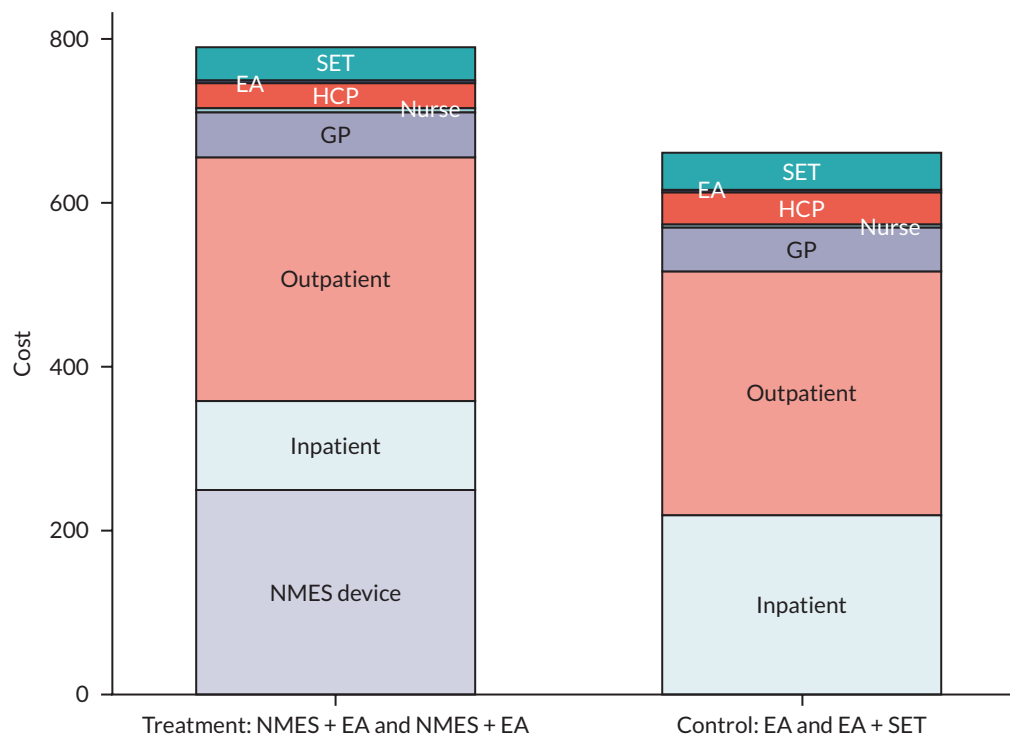 800
600
400
200
0
Cost
SET
EA
HCP
Nurse
GP
Outpatient
Inpatient
NMES device
SET
EA
HCP
Nurse
GP
Outpatient
Inpatient
Treatment: NMES + EA and NMES + EA
Control: EA and EA + SET